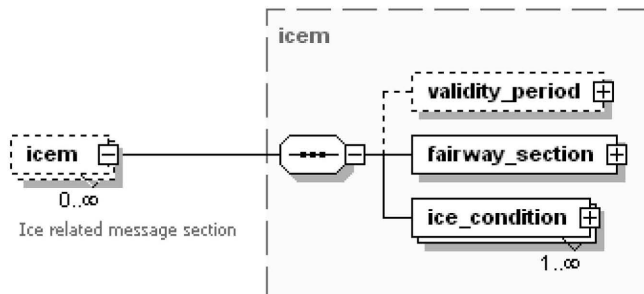 icem
validity_period
icem
fairway_section
0..∞
ice_condition
Ice related message section
1..∞